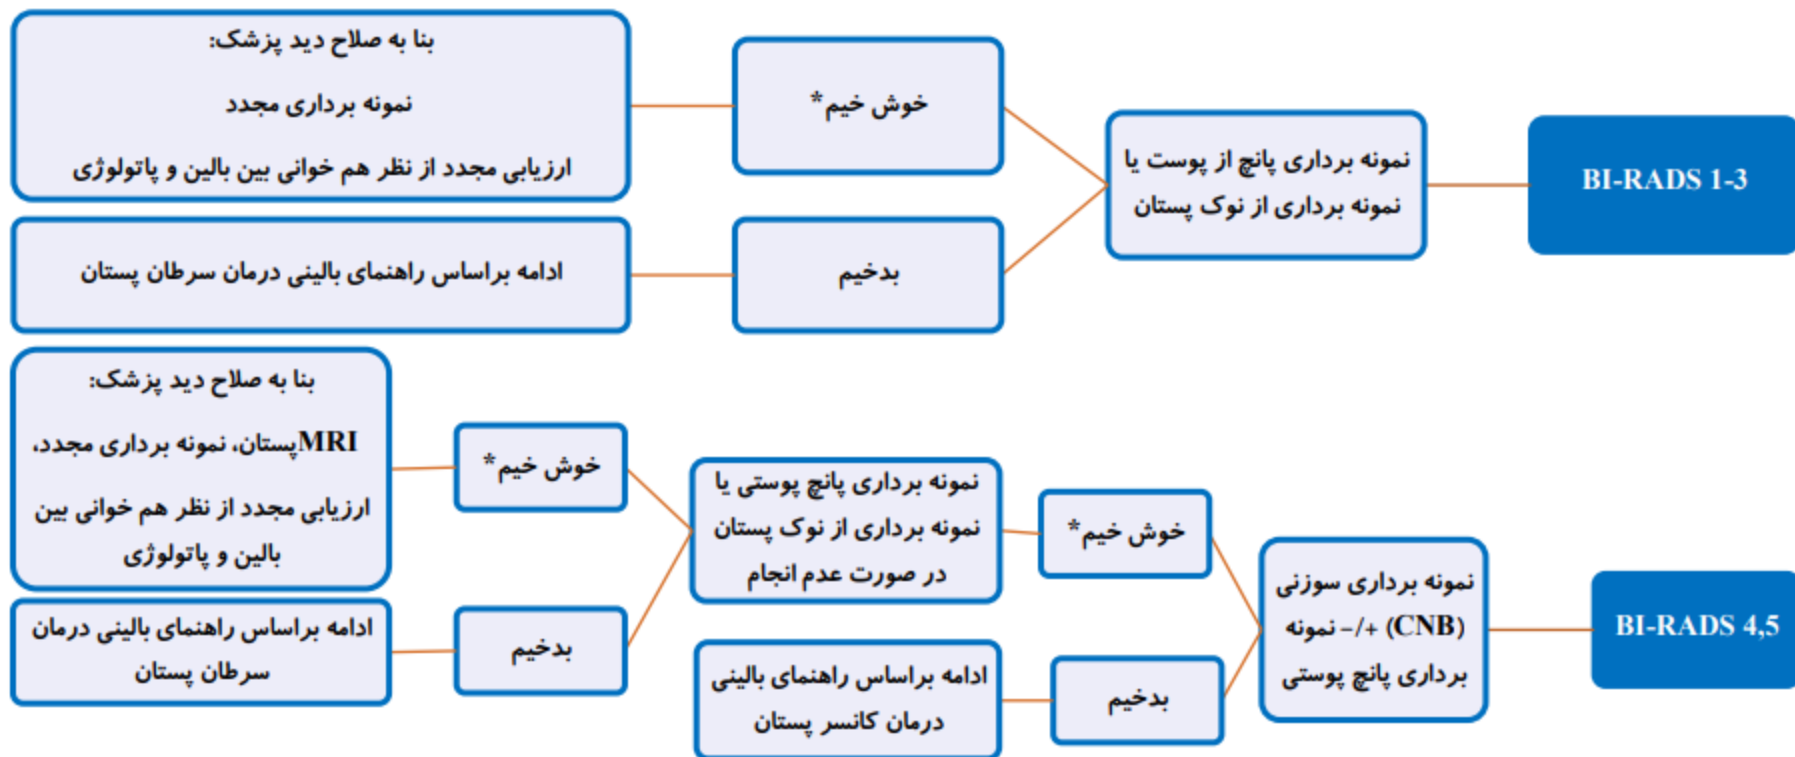 BI-RADS 1-3
نمونه برداری پانچ از پوست یا
نمونه برداری از نوک پستان
خوش خیم*
بنا به صلاح دید پزشک:
نمونه برداری مجدد
ارزیابی مجدد از نظر هم خوانی بین بالین و پاتولوژی
بدخیم
ادامه براساس راهنمای بالینی درمان سرطان پستان
BI-RADS 4,5
نمونه برداری سوزنی
(CNB) +/- نمونه
برداری پانچ پوستی
خوش خیم*
نمونه برداری پانچ پوستی یا
نمونه برداری از نوک پستان
در صورت عدم انجام
خوش خیم*
بنا به صلاح دید پزشک:
MRIپستان، نمونه برداری مجدد،
ارزیابی مجدد از نظر هم خوانی بین
بالین و پاتولوژی
بدخیم
ادامه براساس راهنمای بالینی درمان
سرطان پستان
بدخیم
ادامه براساس راهنمای بالینی
درمان کانسر پستان